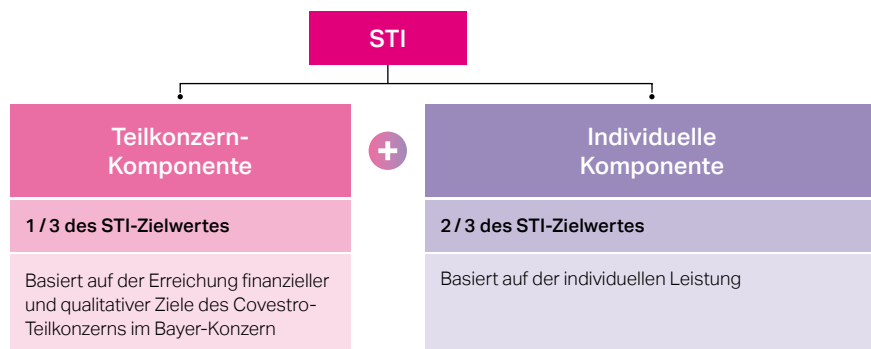 STI
Teilkonzern-
Komponente
+
Individuelle
Komponente
1 / 3 des STI-Zielwertes
2 / 3 des STI-Zielwertes
Basiert auf der Erreichung finanzieller
und qualitativer Ziele des Covestro-
Teilkonzerns im Bayer-Konzern
Basiert auf der individuellen Leistung